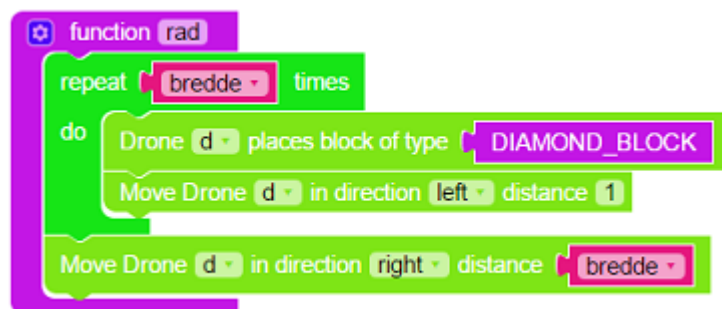 function rad
repeat bredde times
do
Drone d places block of type DIAMOND_BLOCK
Move Drone d in direction left distance 1
Move Drone d in direction right distance bredde